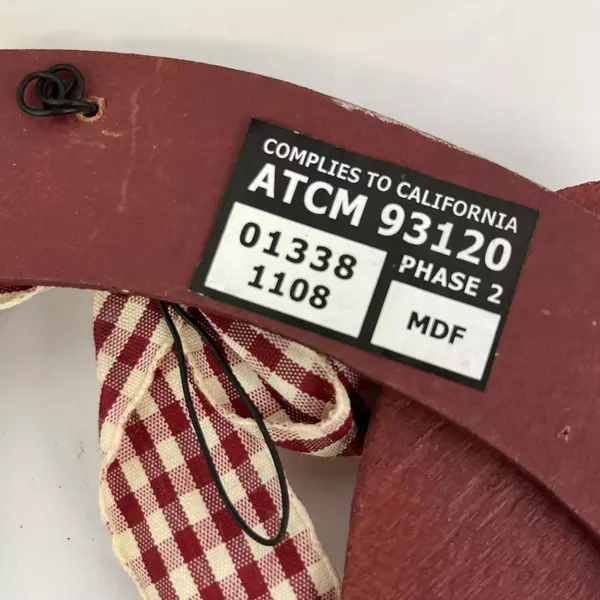 COMPLIES TO CALIFORNIA
ATCM 93120
PHASE 2
01338
1108
MDF